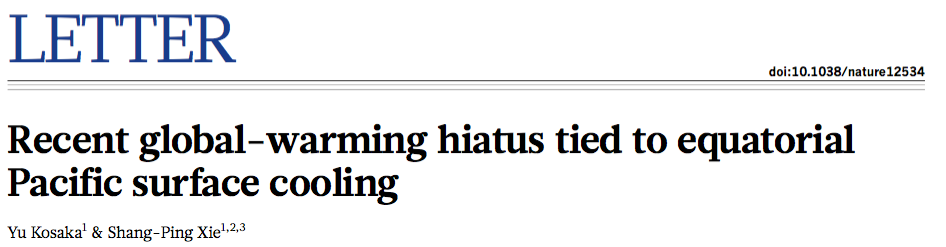 LETTER
doi:10.1038/nature12534
Recent global-warming hiatus tied to equatorial
Pacific surface cooling
Yu Kosaka1 & Shang-Ping Xie1,2,3